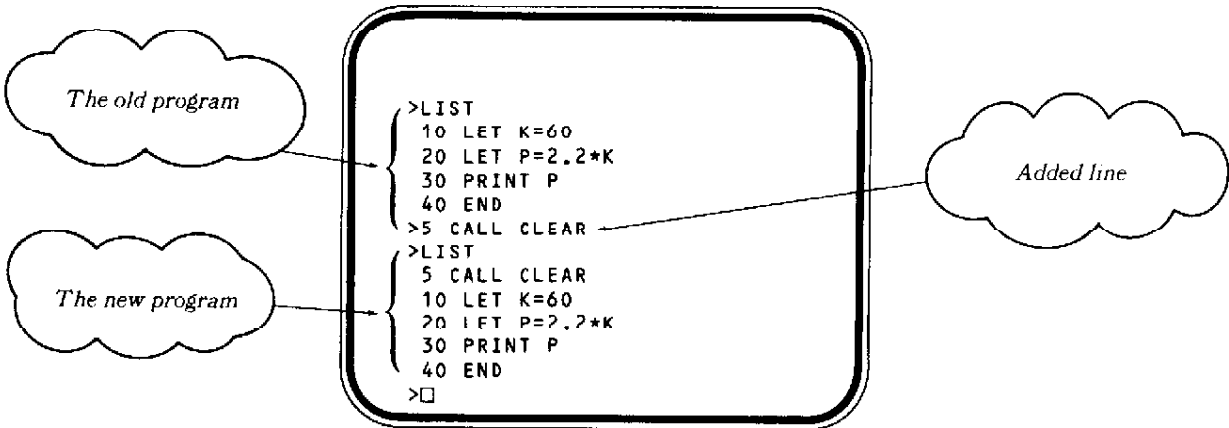 The old program
>LIST
10 LET K=60
20 LET P=2.2*K
30 PRINT P
40 END
>5 CALL CLEAR
Added line
>LIST
5 CALL CLEAR
10 LET K=60
20 LET P=2.2*K
30 PRINT P
40 END
>
The new program